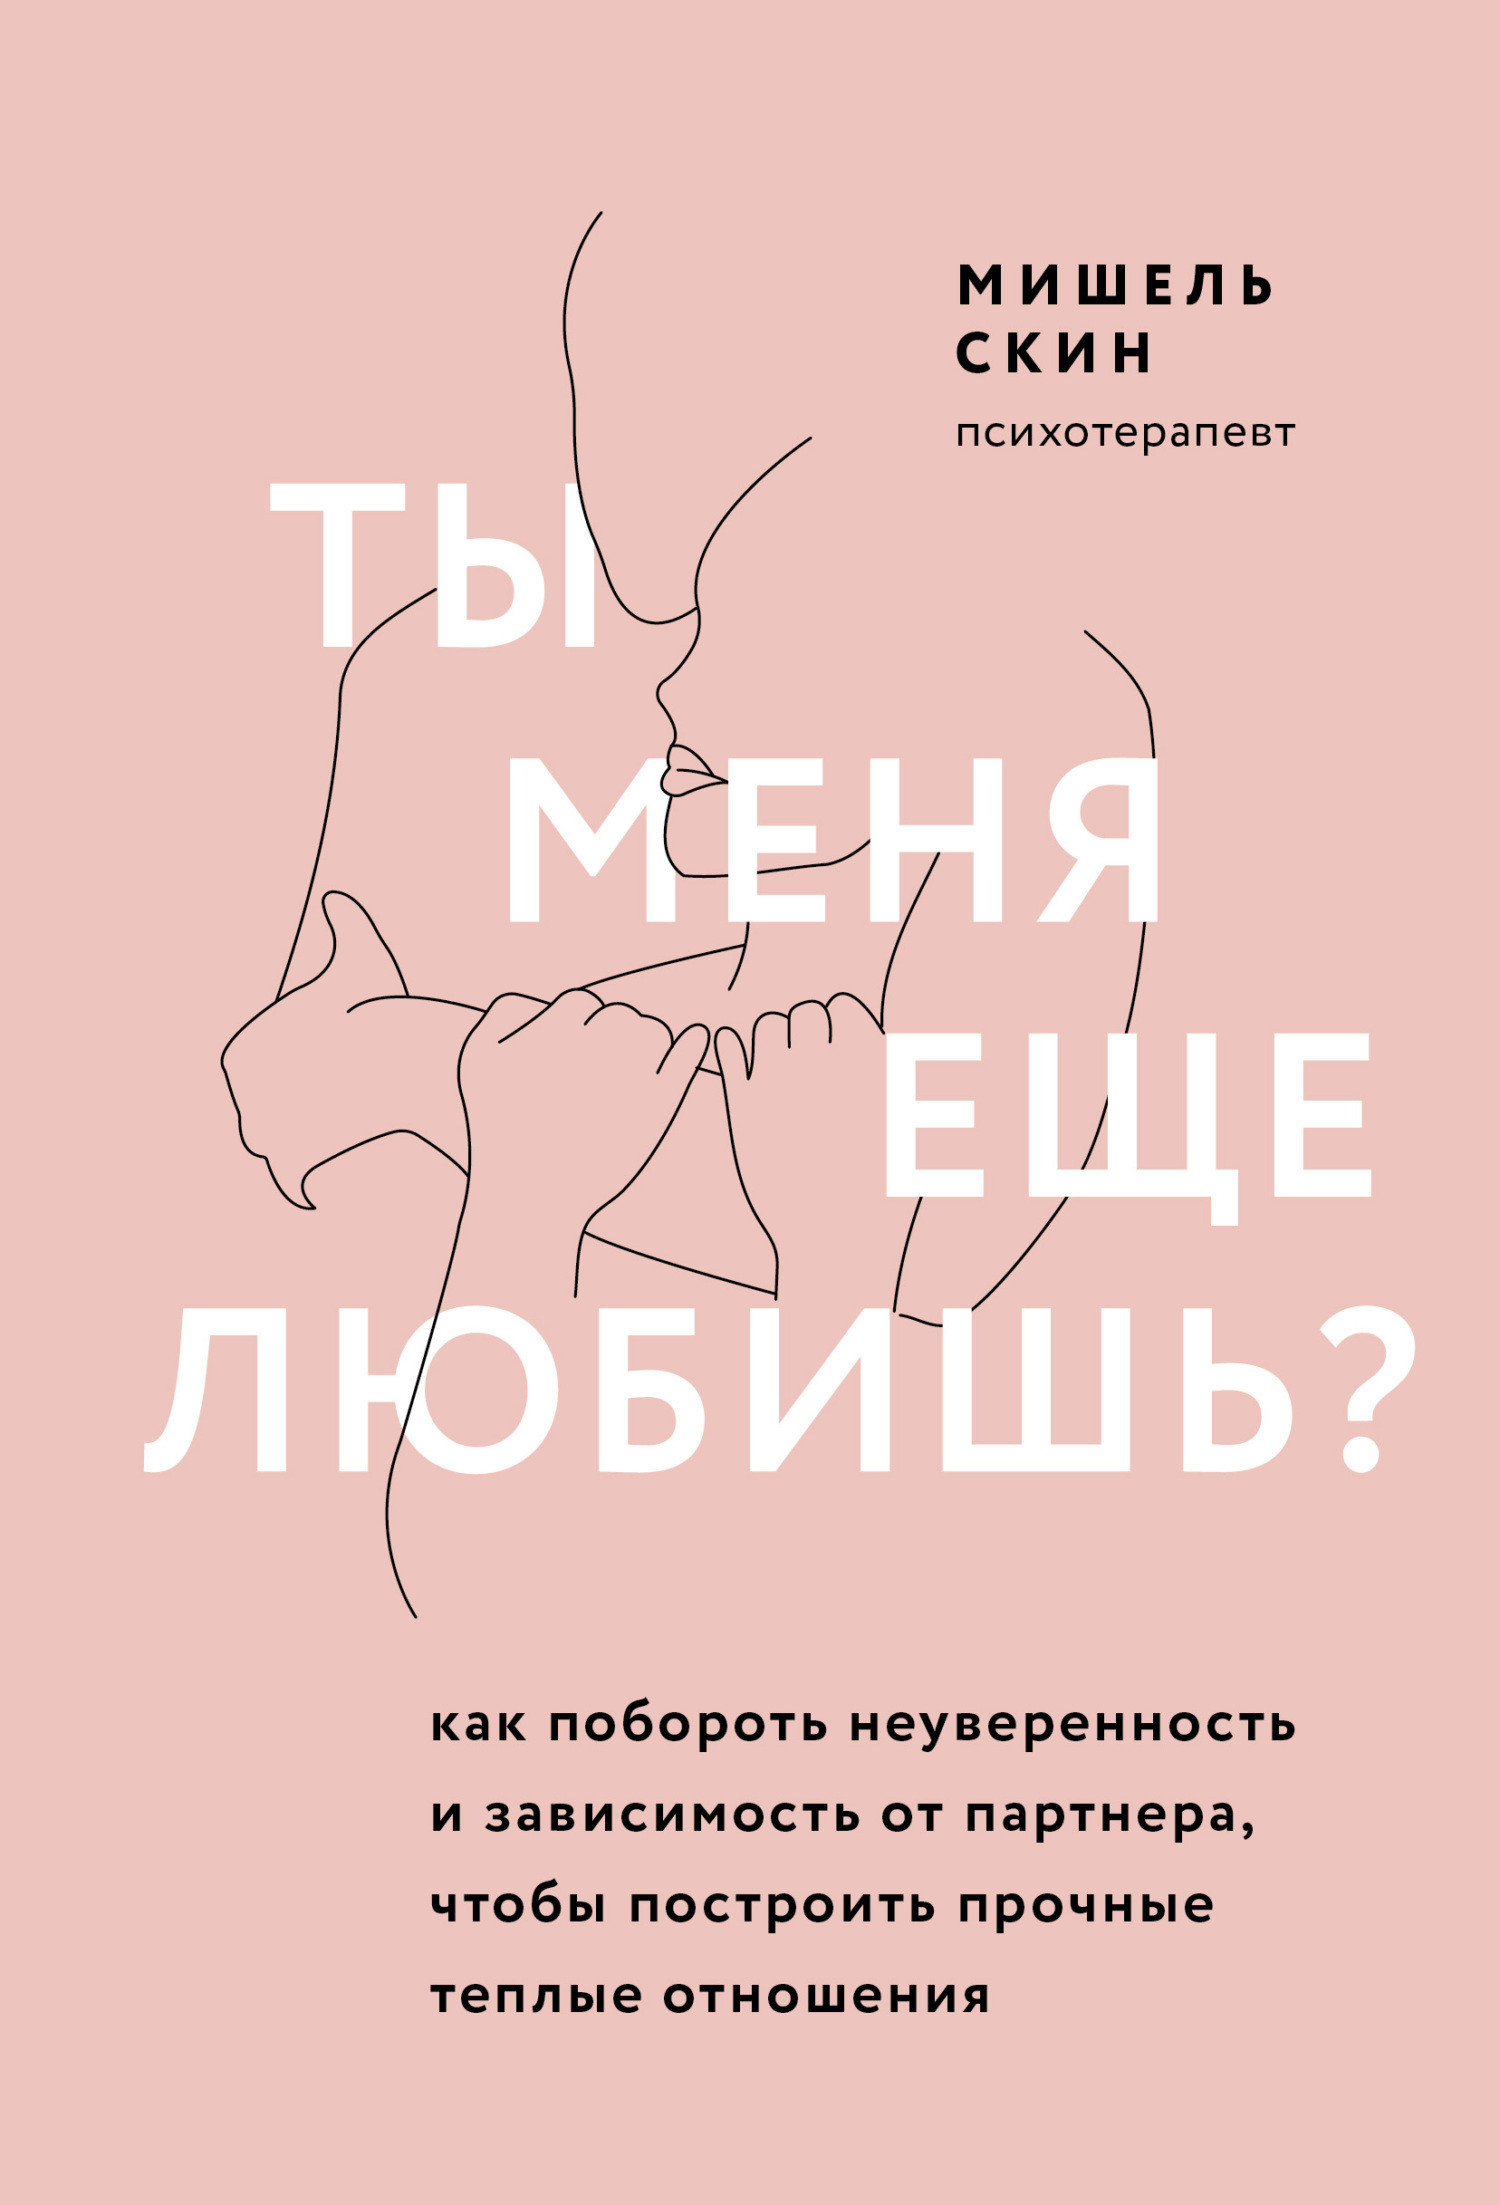 МИШЕЛЬ
СКИН
психотерапевт
ТЫ
МЕНЯ
ЕЩЕ
ЛЮБИШЬ?
как побороть неуверенность
и зависимость от партнера,
чтобы построить прочные
теплые отношения